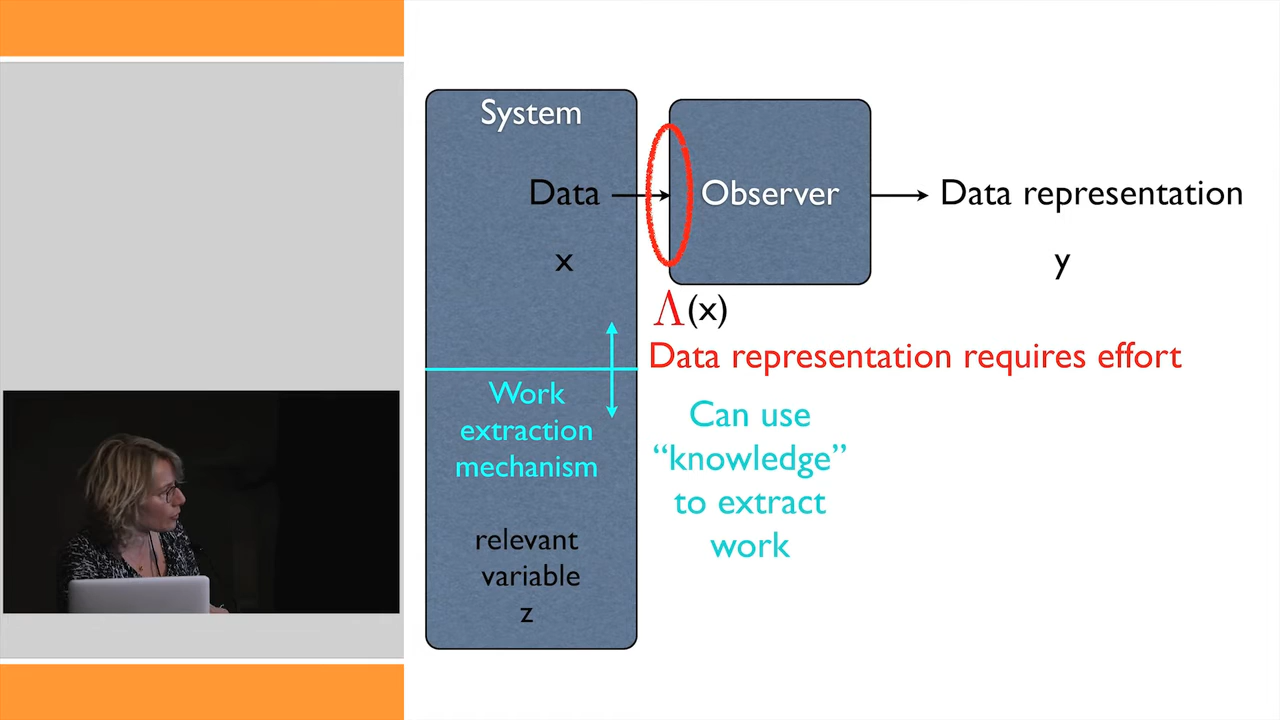 System
Data
Observer
Data representation
x
y
Λ(x)
Data representation requires effort
Work
extraction
mechanism
Can use
“knowledge”
to extract
work
relevant
variable
z